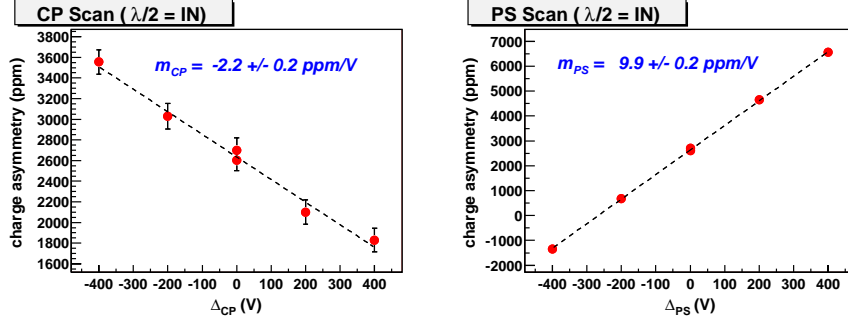 CP Scan ( λ/2 = IN)
m_CP = -2.2 +/- 0.2 ppm/V
charge asymmetry (ppm)
3800
3600
3400
3200
3000
2800
2600
2400
2200
2000
1800
1600
-400 -300 -200 -100 0 100 200 300 400
Δ_CP (V)
PS Scan ( λ/2 = IN)
m_PS = 9.9 +/- 0.2 ppm/V
charge asymmetry (ppm)
7000
6000
5000
4000
3000
2000
1000
0
-1000
-2000
-400 -300 -200 -100 0 100 200 300 400
Δ_PS (V)